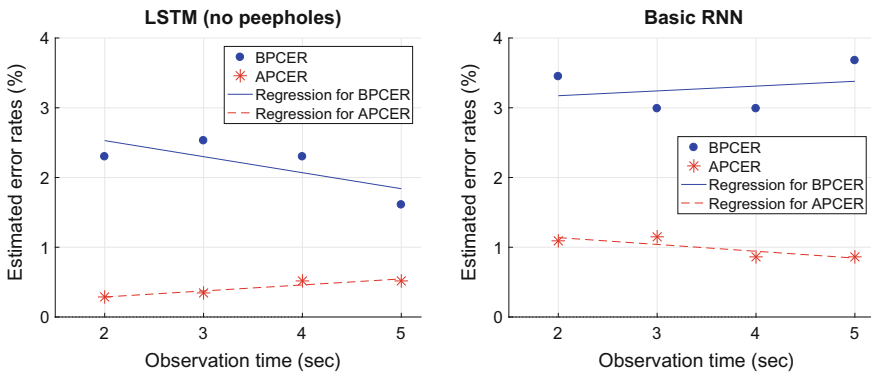 LSTM (no peepholes)
Estimated error rates (%)
4
3
2
1
0
BPCER
APCER
Regression for BPCER
Regression for APCER
2 3 4 5
Observation time (sec)
Basic RNN
Estimated error rates (%)
4
3
2
1
0
BPCER
APCER
Regression for BPCER
Regression for APCER
2 3 4 5
Observation time (sec)